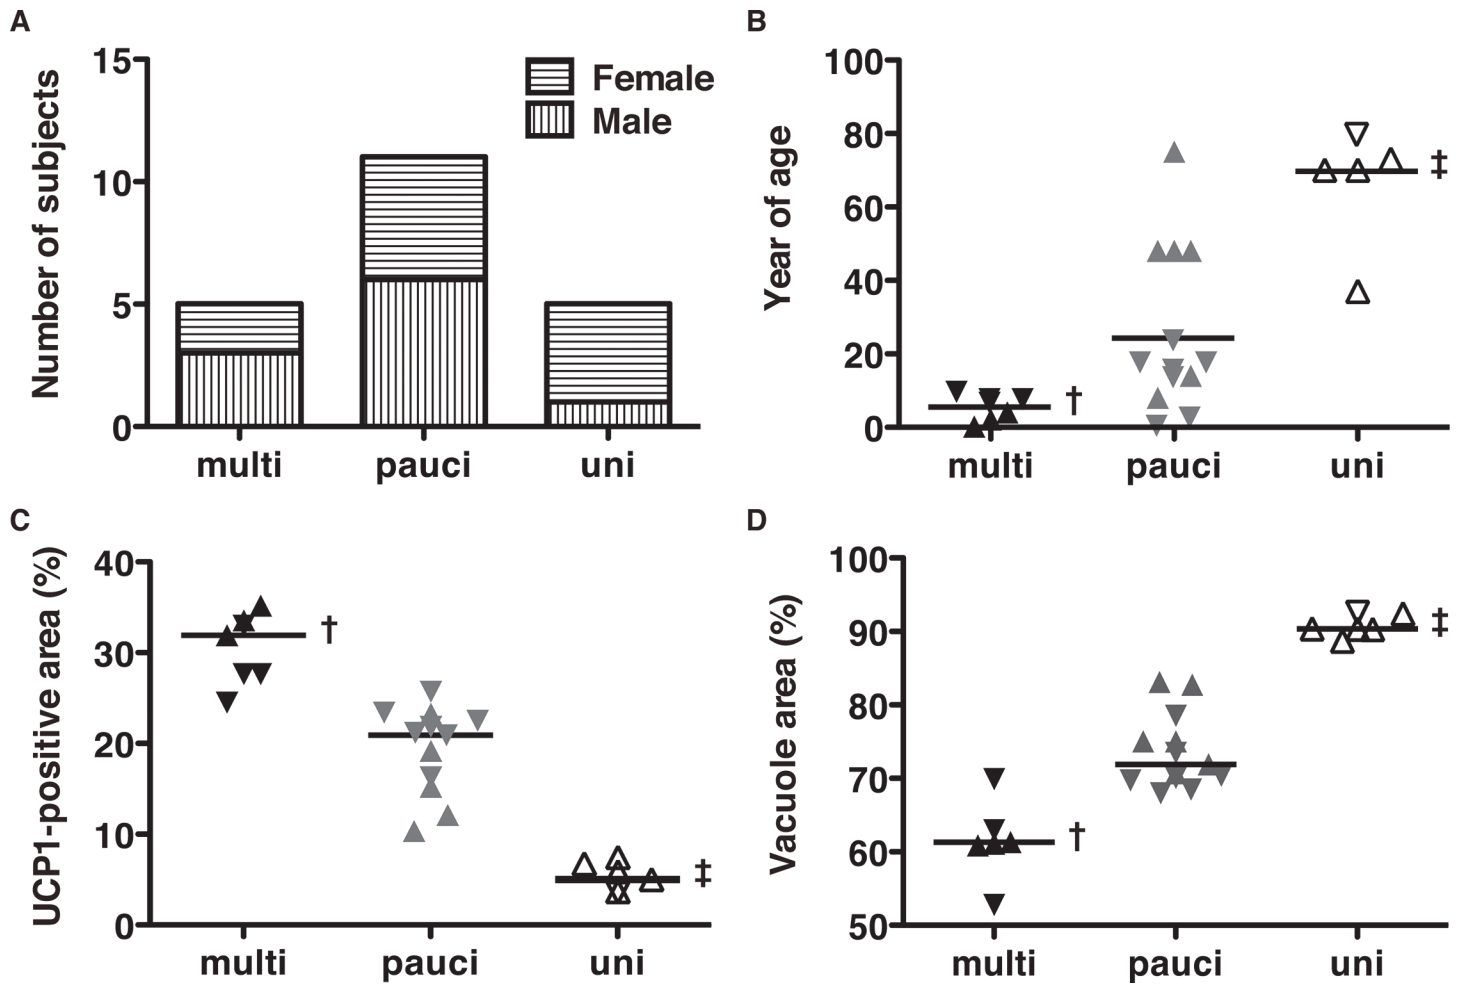 A
Number of subjects
15
10
5
0
Female
Male
multi
pauci
uni
B
Year of age
100
80
60
40
20
0
†
‡
multi
pauci
uni
C
UCP1-positive area (%)
40
30
20
10
0
†
‡
multi
pauci
uni
D
Vacuole area (%)
100
90
80
70
60
50
†
‡
multi
pauci
uni